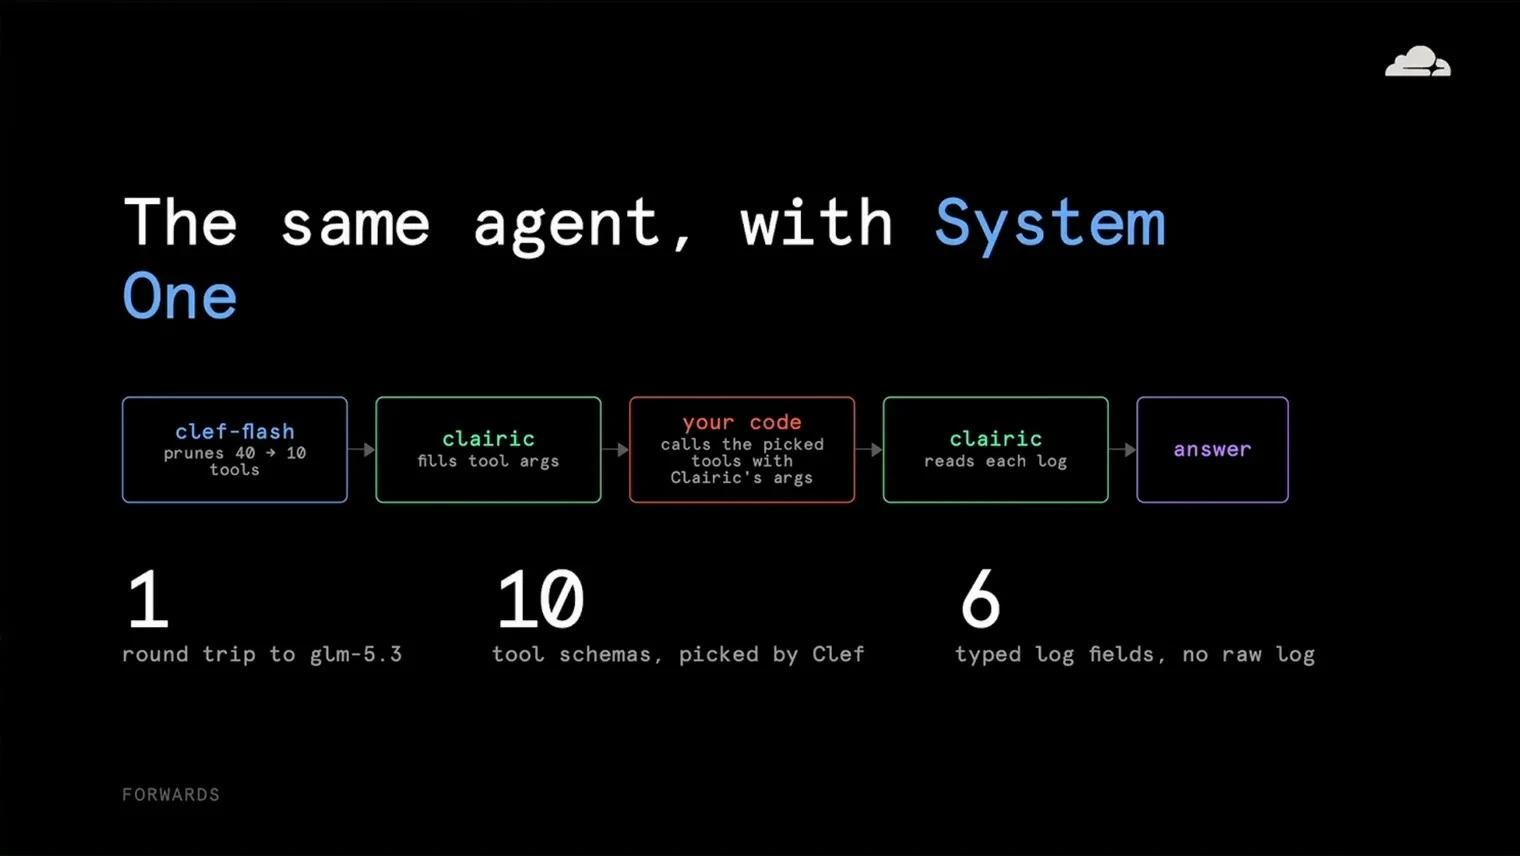 The same agent, with System
One
clef-flash
prunes 40 → 10
tools
clairic
fills tool args
your code
calls the picked
tools with
Clairic's args
clairic
reads each log
answer
1
round trip to glm-5.3
10
tool schemas, picked by Clef
6
typed log fields, no raw log
FORWARDS